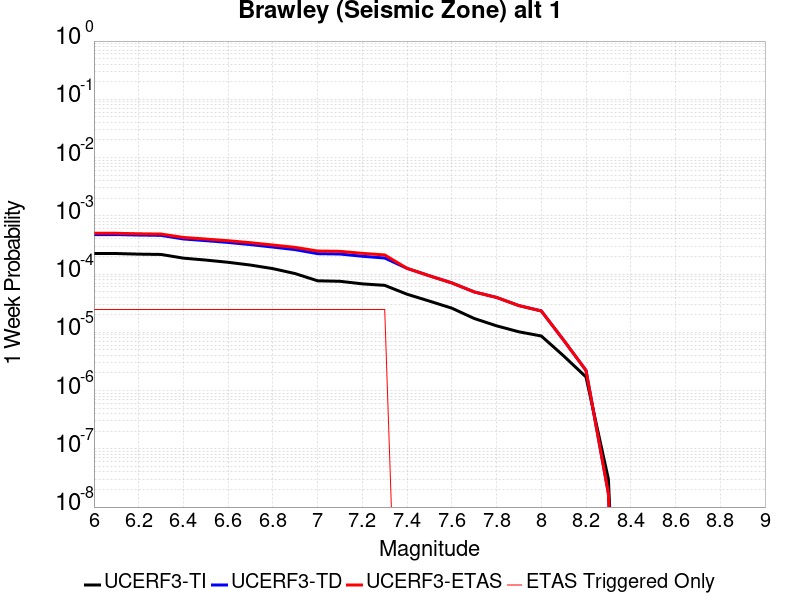 Brawley (Seismic Zone) alt 1
10^0
10^-1
10^-2
10^-3
10^-4
10^-5
10^-6
10^-7
10^-8
1 Week Probability
6 6.2 6.4 6.6 6.8 7 7.2 7.4 7.6 7.8 8 8.2 8.4 8.6 8.8 9
Magnitude
UCERF3-TI UCERF3-TD UCERF3-ETAS ETAS Triggered Only